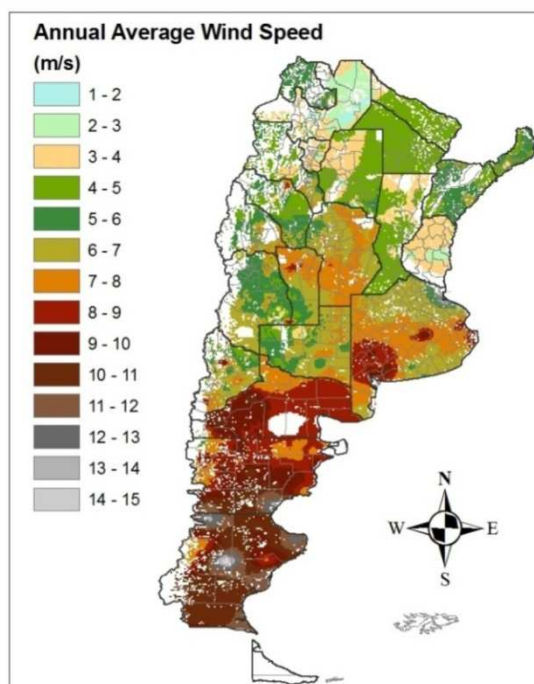 Annual Average Wind Speed
(m/s)
1 - 2
2 - 3
3 - 4
4 - 5
5 - 6
6 - 7
7 - 8
8 - 9
9 - 10
10 - 11
11 - 12
12 - 13
13 - 14
14 - 15
N
W
E
S